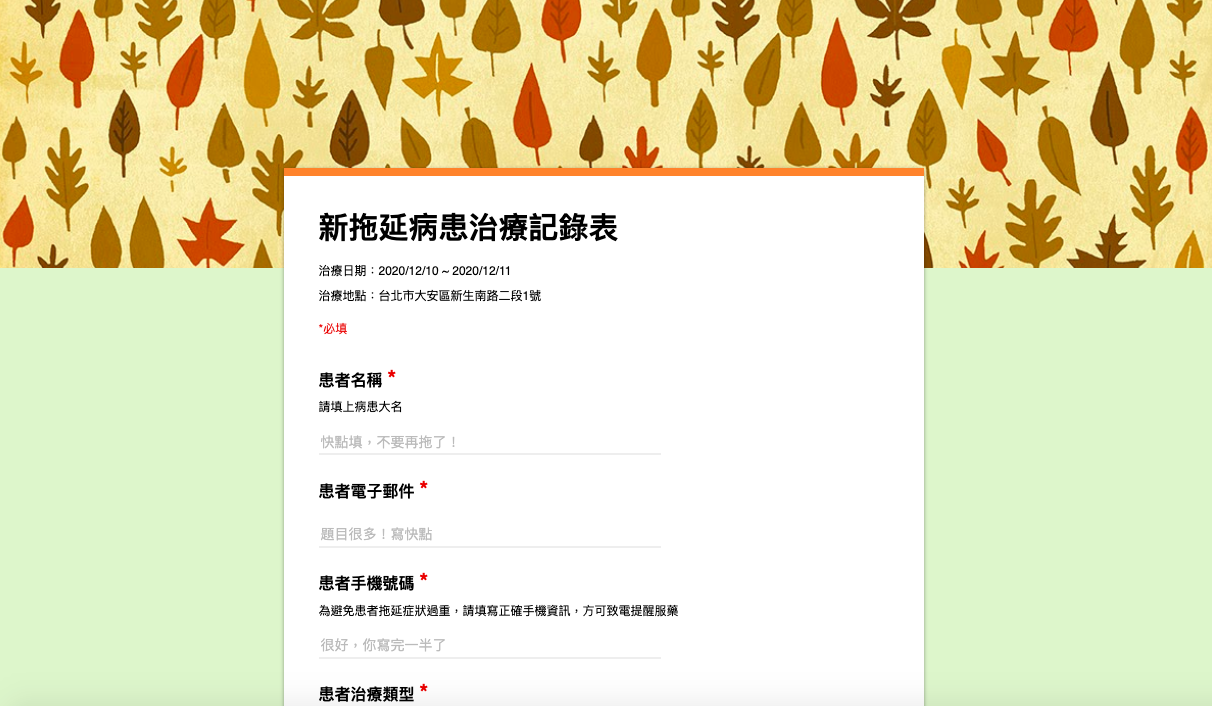 新拖延病患治療記錄表
治療日期：2020/12/10 ~ 2020/12/11
治療地點：台北市大安區新生南路二段1號
*必填
患者名稱 *
請填上病患大名
快點填，不要再拖了！
患者電子郵件 *
題目很多！寫快點
患者手機號碼 *
為避免患者拖延症狀過重，請填寫正確手機資訊，方可致電提醒服藥
很好，你寫完一半了
患者治療類型 *